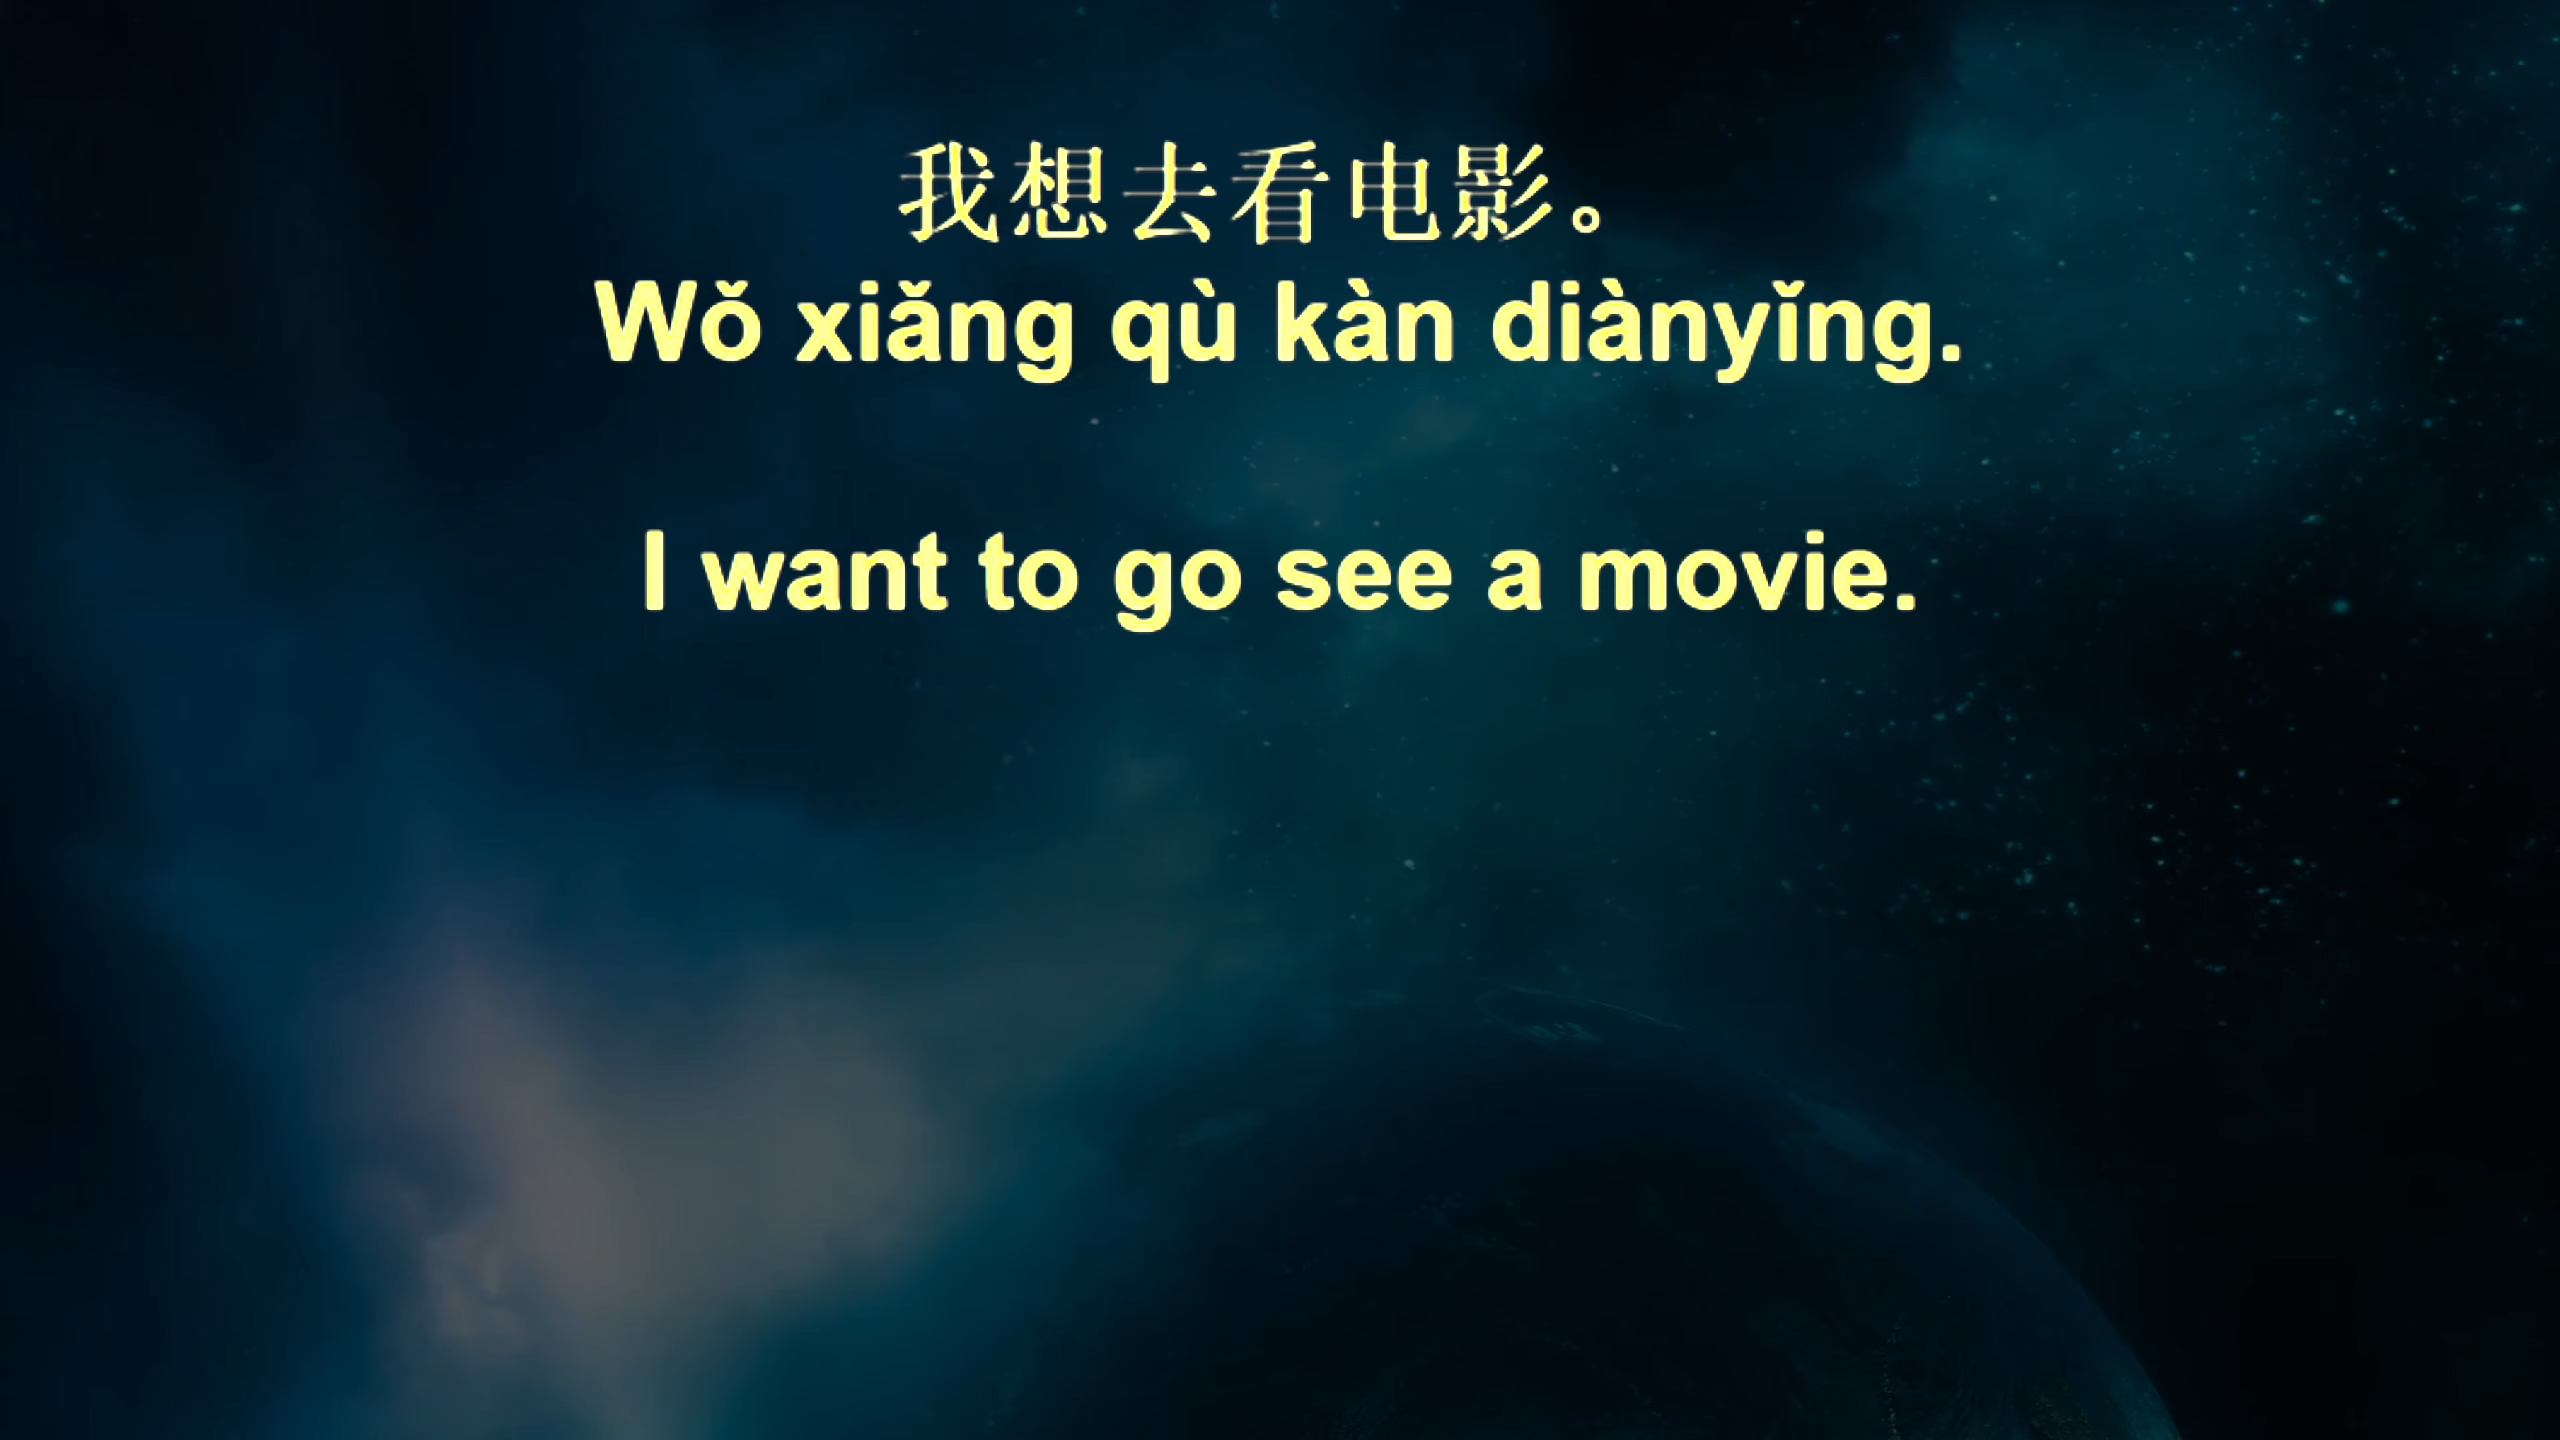 我想去看电影。
Wǒ xiǎng qù kàn diànyǐng.
I want to go see a movie.